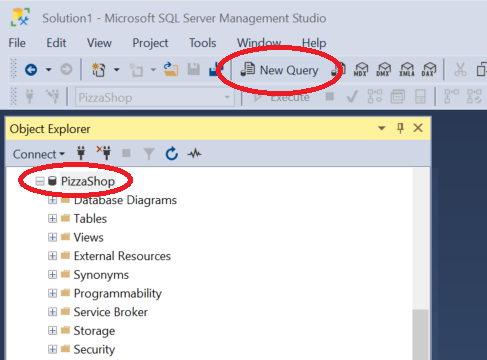 Solution1 - Microsoft SQL Server Management Studio
File Edit View Project Tools Window Help
New Query MDX DMX XMLA DAX
PizzaShop Execute
Object Explorer
Connect
PizzaShop
Database Diagrams
Tables
Views
External Resources
Synonyms
Programmability
Service Broker
Storage
Security